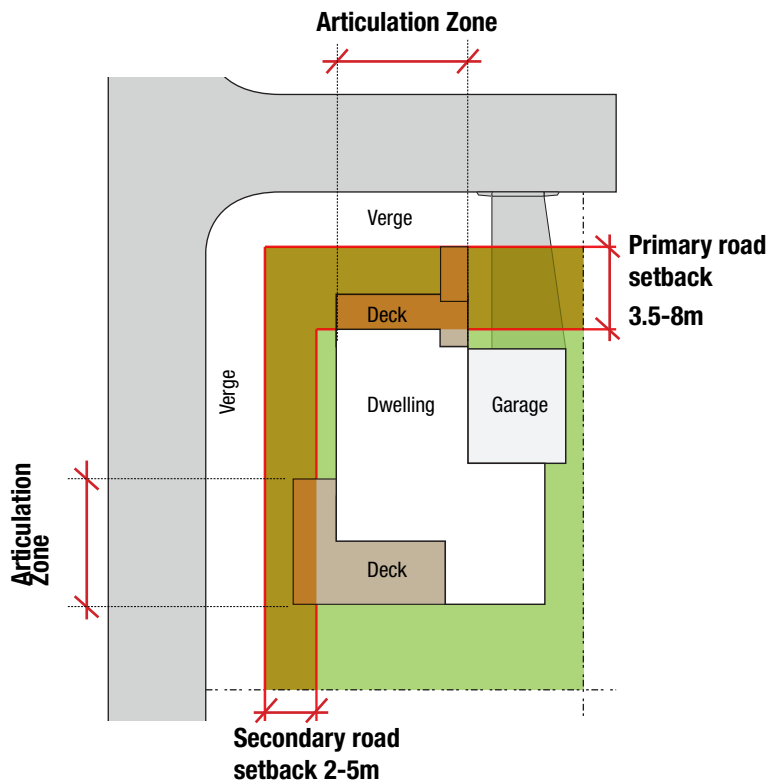 Articulation Zone
Verge
Primary road
setback
3.5-8m
Deck
Verge
Dwelling
Garage
Articulation
Zone
Deck
Secondary road
setback 2-5m